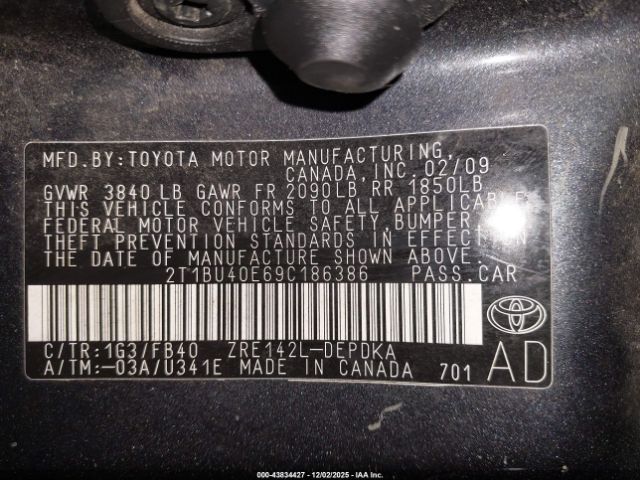 MFD.BY:TOYOTA MOTOR MANUFACTURING,
CANADA,INC. 02/09
GVWR 3840 LB GAWR FR 2090LB RR 1850LB
THIS VEHICLE CONFORMS TO ALL APPLICABLE
FEDERAL MOTOR VEHICLE SAFETY,BUMPER,AND
THEFT PREVENTION STANDARDS IN EFFECT ON
THE DATE OF MANUFACTURE SHOWN ABOVE.
2T1BU40E69C186386 PASS.CAR
C/TR:1G3/FB40 ZRE142L-DEPDKA
A/TM:-03A/U341E MADE IN CANADA 701
AD
000-43834427 - 12/02/2025 - IAA Inc.